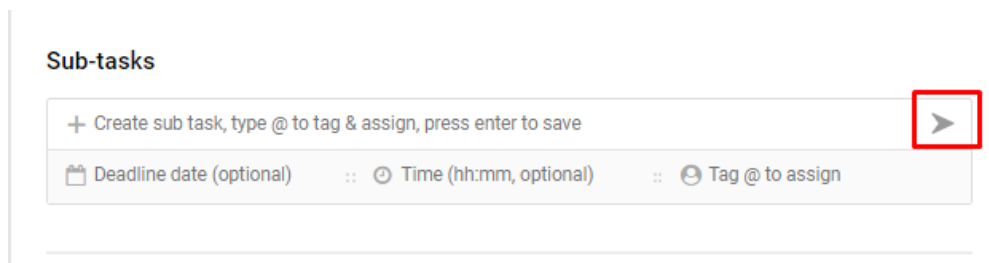 Sub-tasks
Create sub task, type @ to tag & assign, press enter to save
Deadline date (optional) :: Time (hh:mm, optional) :: Tag @ to assign